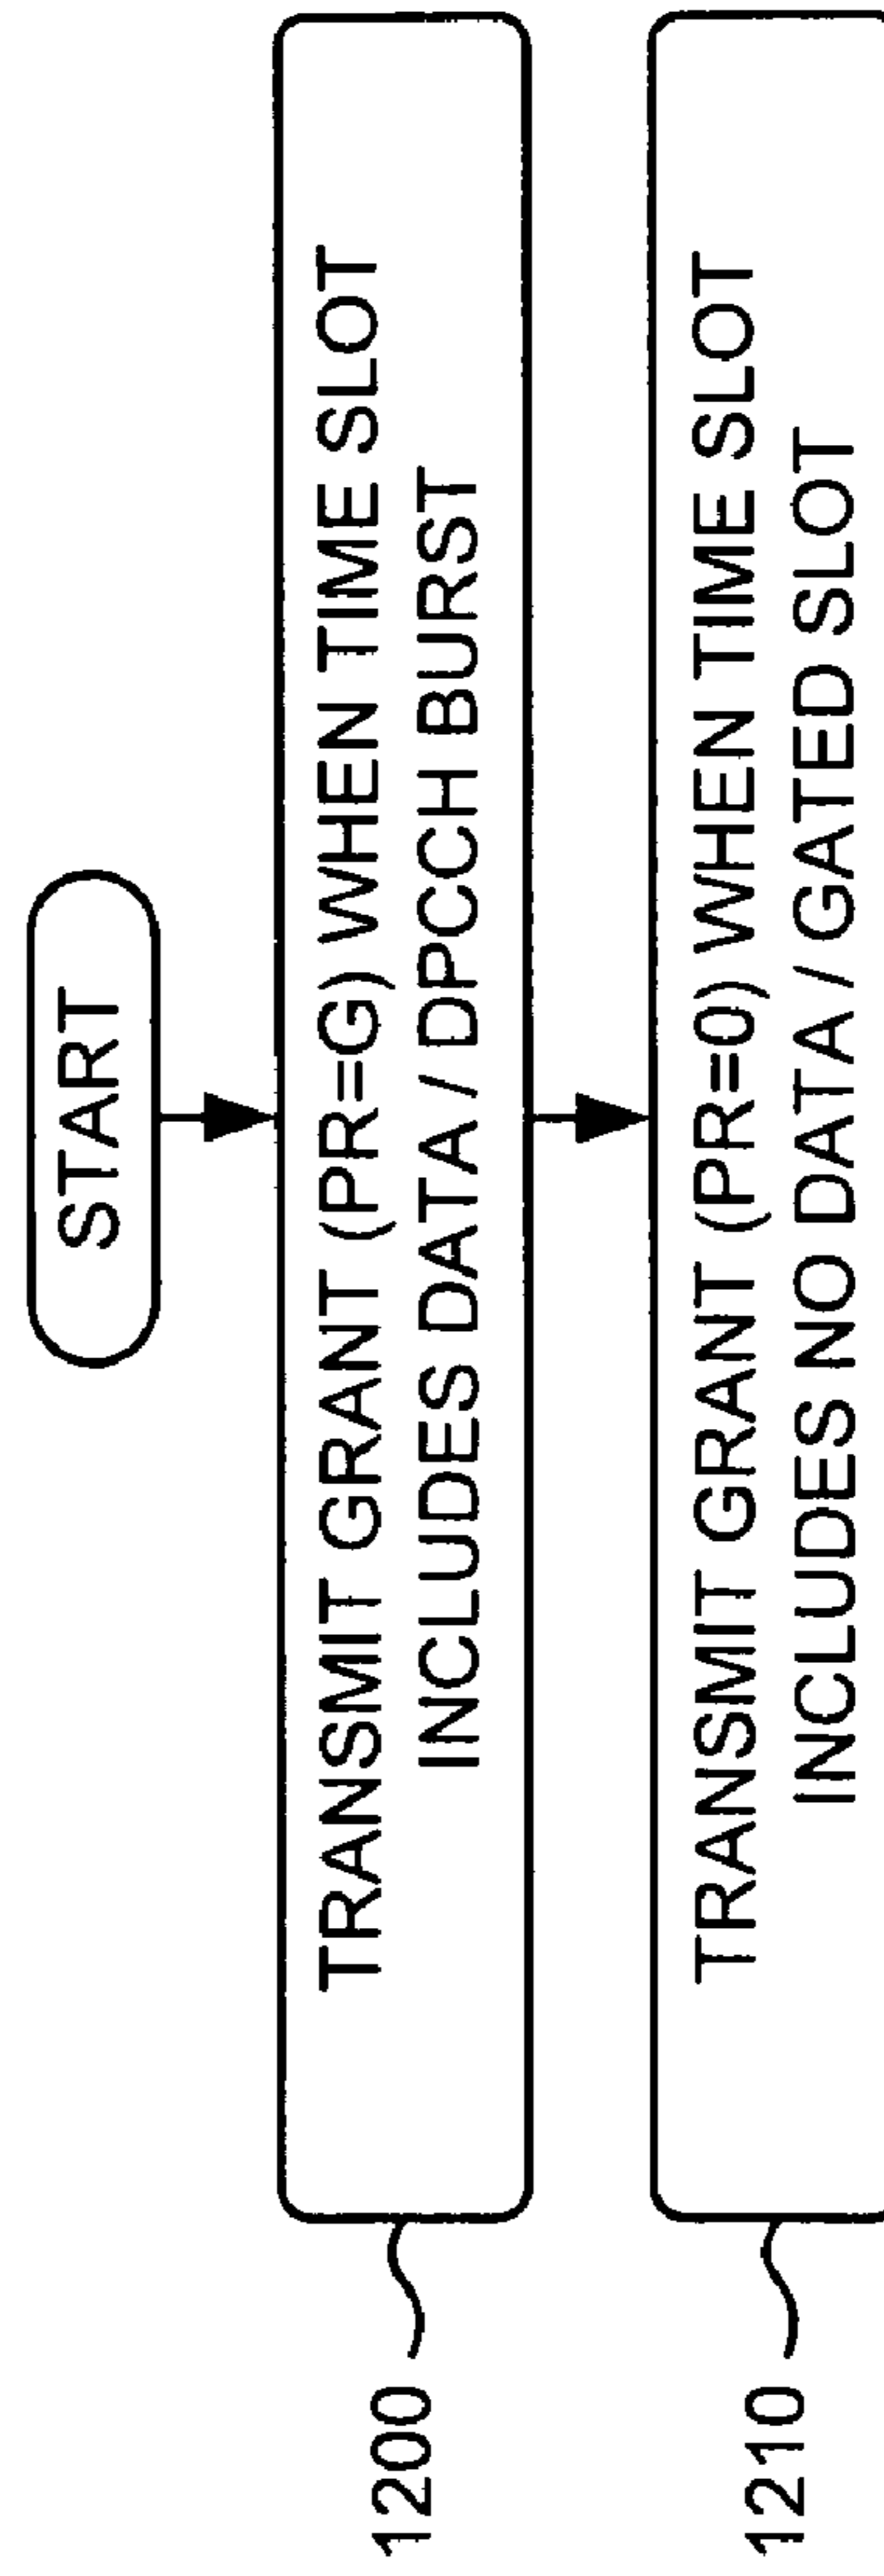 START
1200
TRANSMIT GRANT (PR=G) WHEN TIME SLOT
INCLUDES DATA / DPCCH BURST
1210
TRANSMIT GRANT (PR=0) WHEN TIME SLOT
INCLUDES NO DATA / GATED SLOT